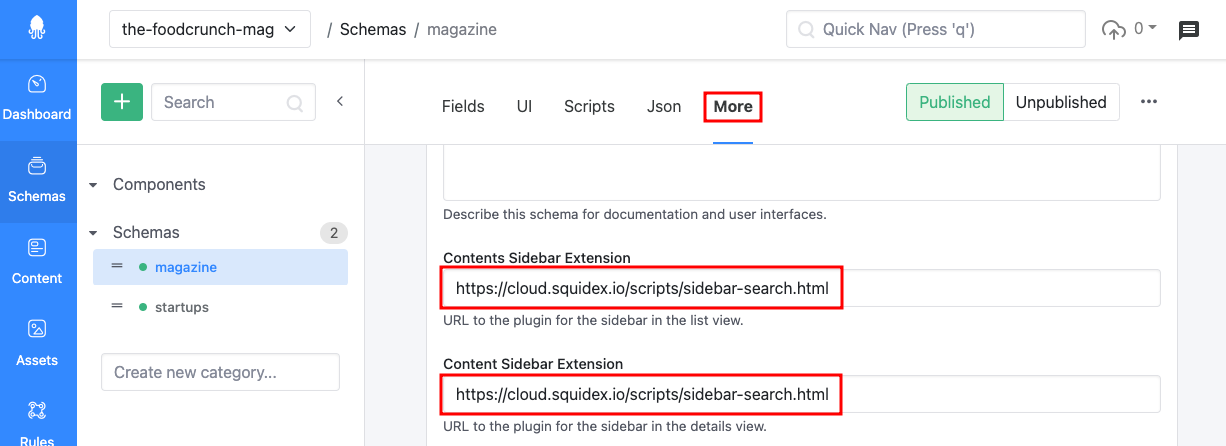 the-foodcrunch-mag / Schemas / magazine Quick Nav (Press 'q') 0
Dashboard
Schemas
Content
Assets
Rules
+ Search
Components
Schemas 2
magazine
startups
Create new category...
Fields UI Scripts Json More Published Unpublished ...
Describe this schema for documentation and user interfaces.
Contents Sidebar Extension
https://cloud.squidex.io/scripts/sidebar-search.html
URL to the plugin for the sidebar in the list view.
Content Sidebar Extension
https://cloud.squidex.io/scripts/sidebar-search.html
URL to the plugin for the sidebar in the details view.